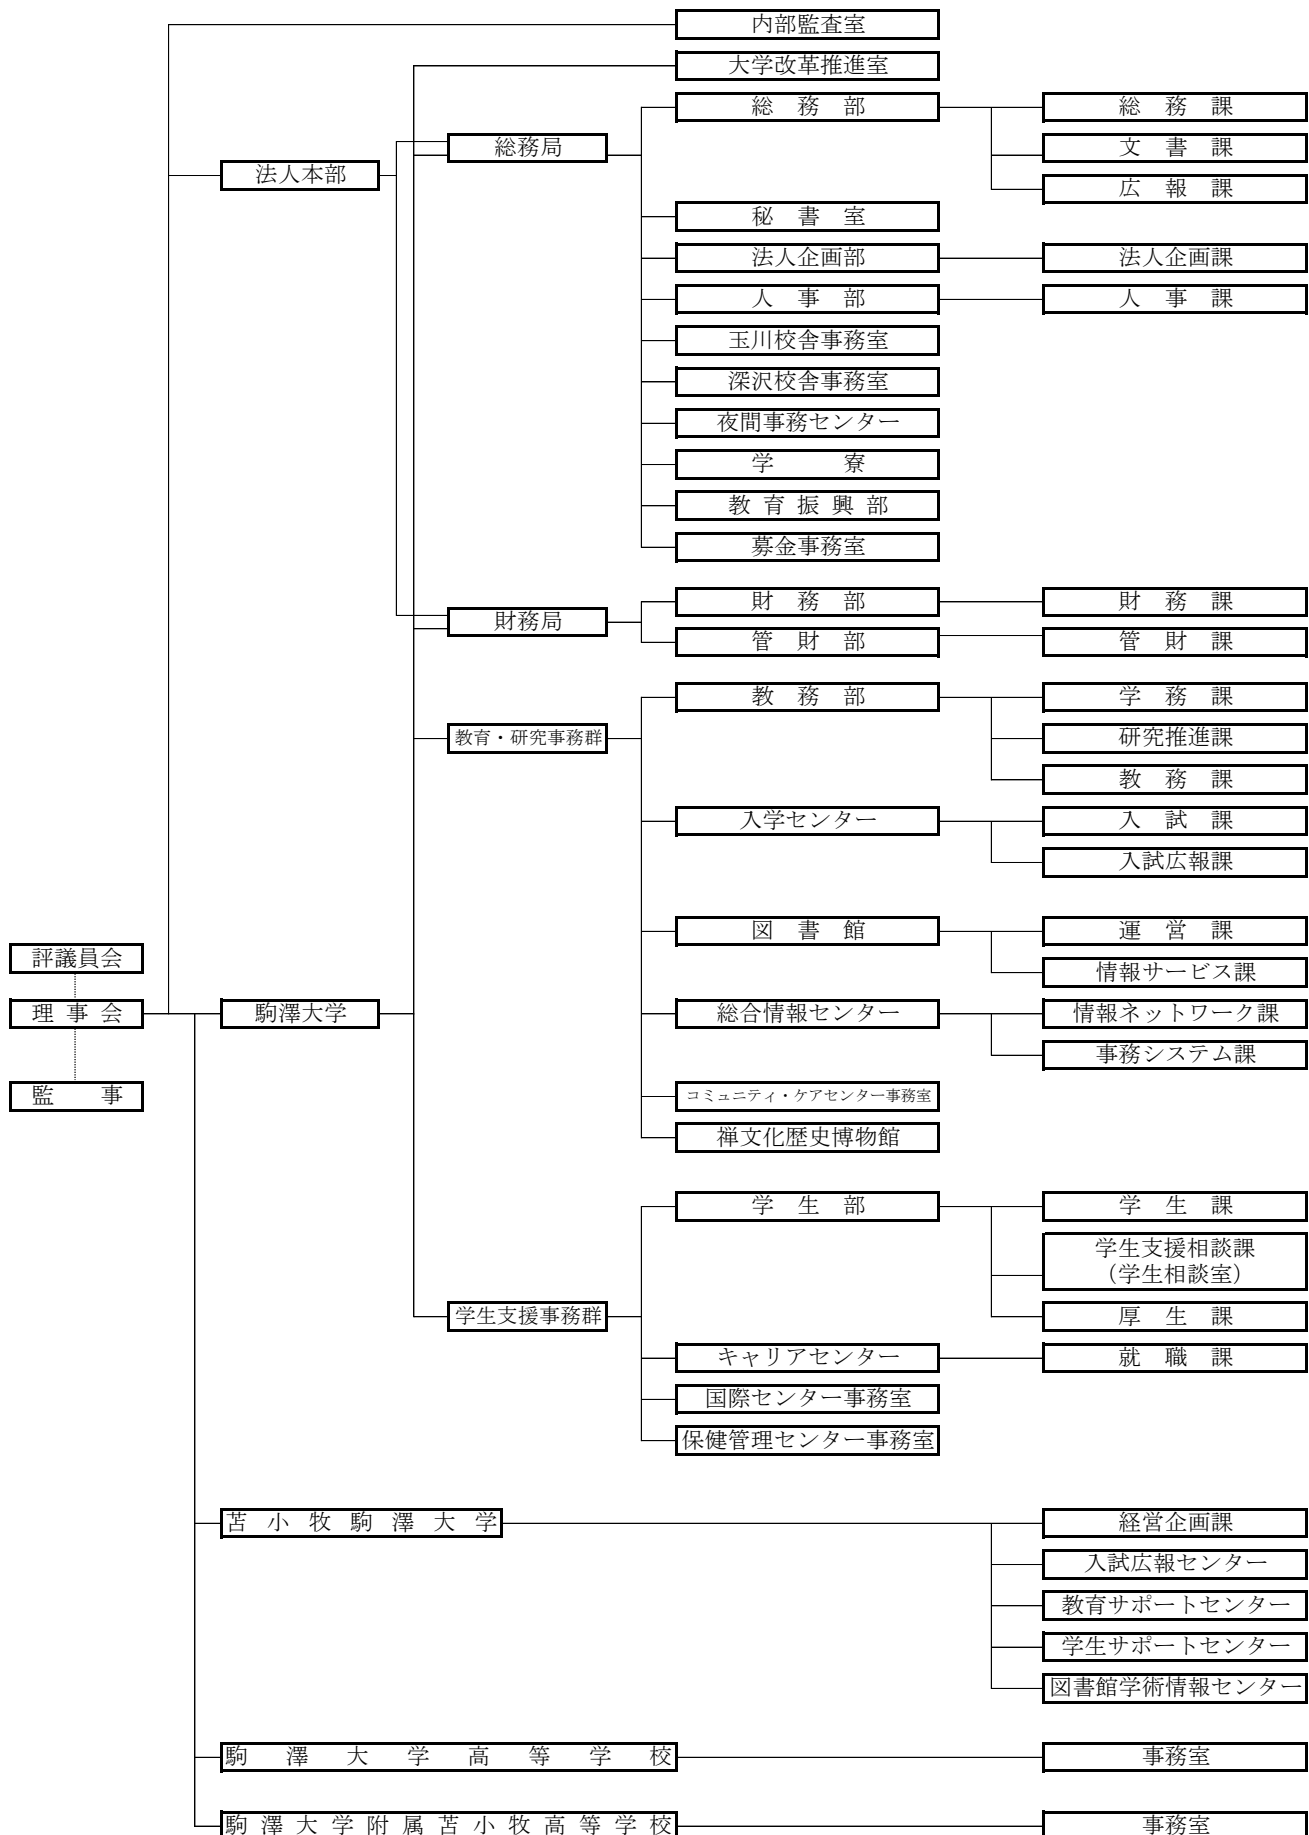 内部監査室
大学改革推進室
総務部
総務課
総務局
文書課
法人本部
広報課
秘書室
法人企画部
法人企画課
人事部
人事課
玉川校舎事務室
深沢校舎事務室
夜間事務センター
学寮
教育振興部
募金事務室
財務部
財務課
財務局
管財部
管財課
教務部
学務課
教育・研究事務群
研究推進課
教務課
入学センター
入試課
入試広報課
図書館
運営課
評議員会
情報サービス課
理事会
駒澤大学
総合情報センター
情報ネットワーク課
事務システム課
監事
コミュニティ・ケアセンター事務室
禅文化歴史博物館
学生部
学生課
学生支援相談課
（学生相談室）
学生支援事務群
厚生課
キャリアセンター
就職課
国際センター事務室
保健管理センター事務室
苫小牧駒澤大学
経営企画課
入試広報センター
教育サポートセンター
学生サポートセンター
図書館学術情報センター
駒澤大学高等学校
事務室
駒澤大学附属苫小牧高等学校
事務室